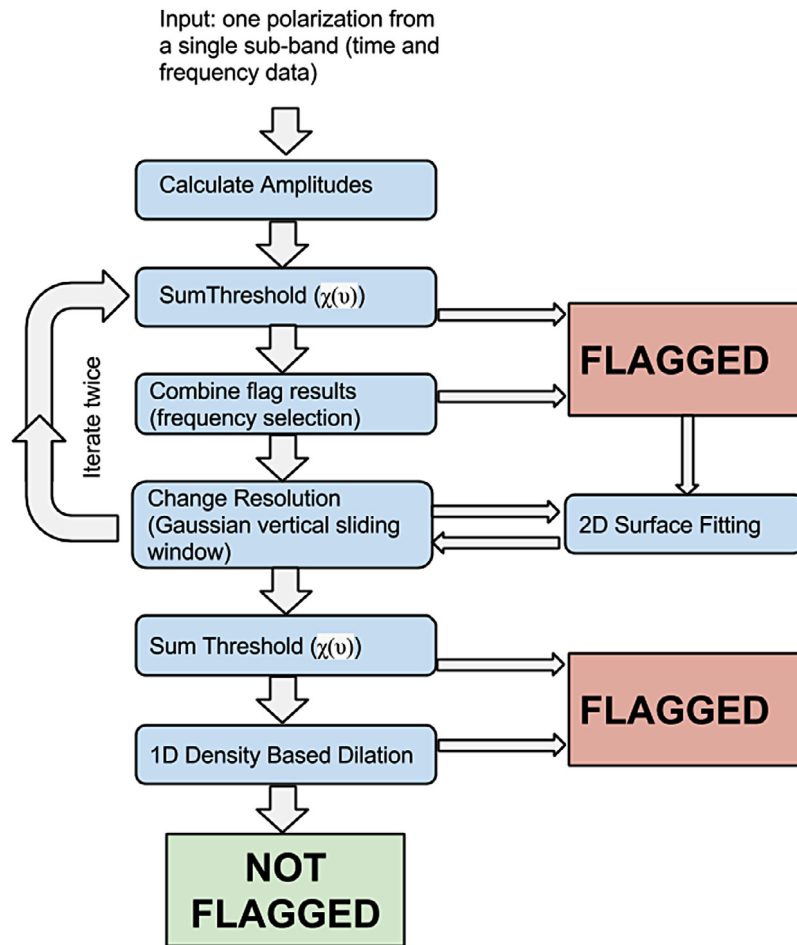 Input: one polarization from
a single sub-band (time and
frequency data)
Calculate Amplitudes
SumThreshold (χ(υ))
FLAGGED
Combine flag results
(frequency selection)
Iterate twice
Change Resolution
(Gaussian vertical sliding
window)
2D Surface Fitting
Sum Threshold (χ(υ))
FLAGGED
1D Density Based Dilation
NOT
FLAGGED